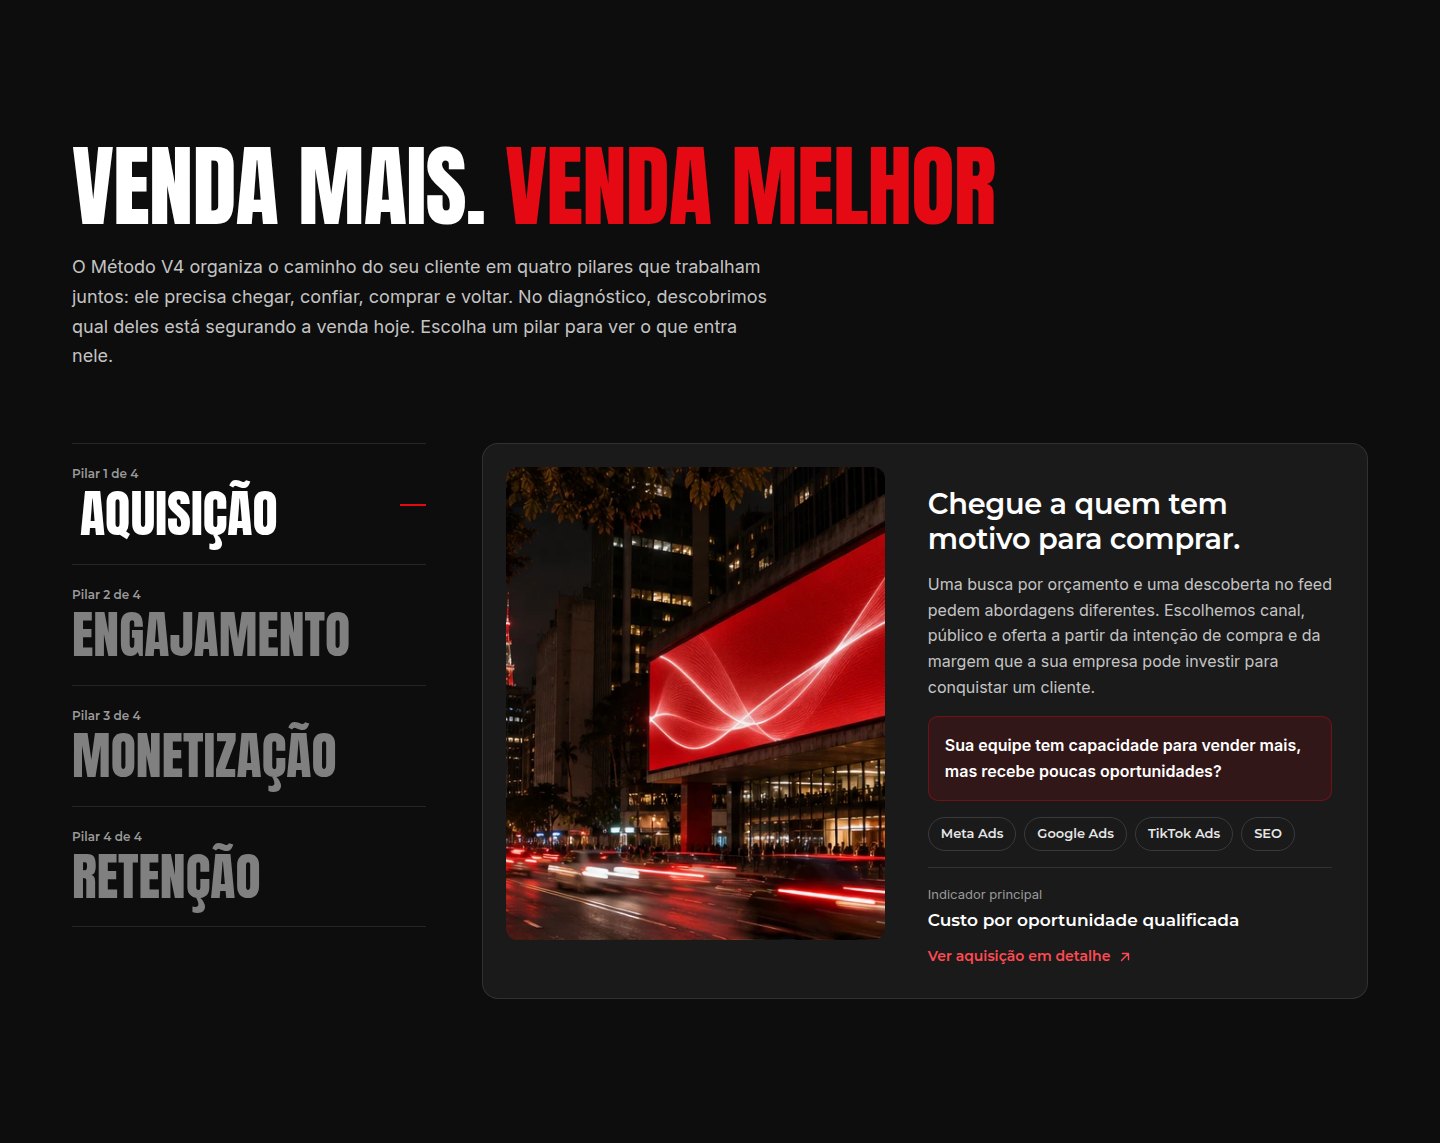 VENDA MAIS. VENDA MELHOR
O Método V4 organiza o caminho do seu cliente em quatro pilares que trabalham
juntos: ele precisa chegar, confiar, comprar e voltar. No diagnóstico, descobrimos
qual deles está segurando a venda hoje. Escolha um pilar para ver o que entra
nele.
Pilar 1 de 4
AQUISIÇÃO
Pilar 2 de 4
ENGAJAMENTO
Pilar 3 de 4
MONETIZAÇÃO
Pilar 4 de 4
RETENÇÃO
Chegue a quem tem
motivo para comprar.
Uma busca por orçamento e uma descoberta no feed
pedem abordagens diferentes. Escolhemos canal,
público e oferta a partir da intenção de compra e da
margem que a sua empresa pode investir para
conquistar um cliente.
Sua equipe tem capacidade para vender mais,
mas recebe poucas oportunidades?
Meta Ads Google Ads TikTok Ads SEO
Indicador principal
Custo por oportunidade qualificada
Ver aquisição em detalhe